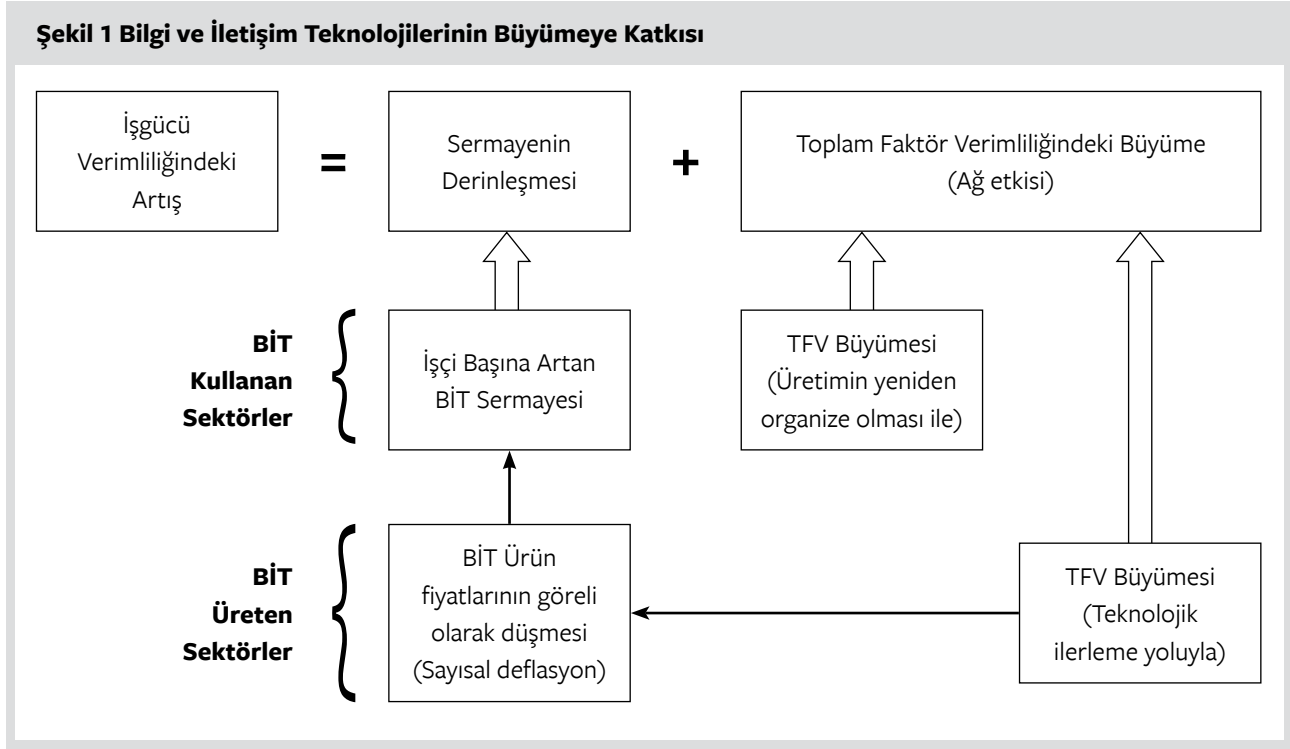 Şekil 1 Bilgi ve İletişim Teknolojilerinin Büyümeye Katkısı
İşgücü
Verimliliğindeki
Artış
=
Sermayenin
Derinleşmesi
+
Toplam Faktör Verimliliğindeki Büyüme
(Ağ etkisi)
BİT
Kullanan
Sektörler
İşçi Başına Artan
BİT Sermayesi
TFV Büyümesi
(Üretimin yeniden
organize olması ile)
BİT
Üreten
Sektörler
BİT Ürün
fiyatlarının göreli
olarak düşmesi
(Sayısal deflasyon)
TFV Büyümesi
(Teknolojik
ilerleme yoluyla)